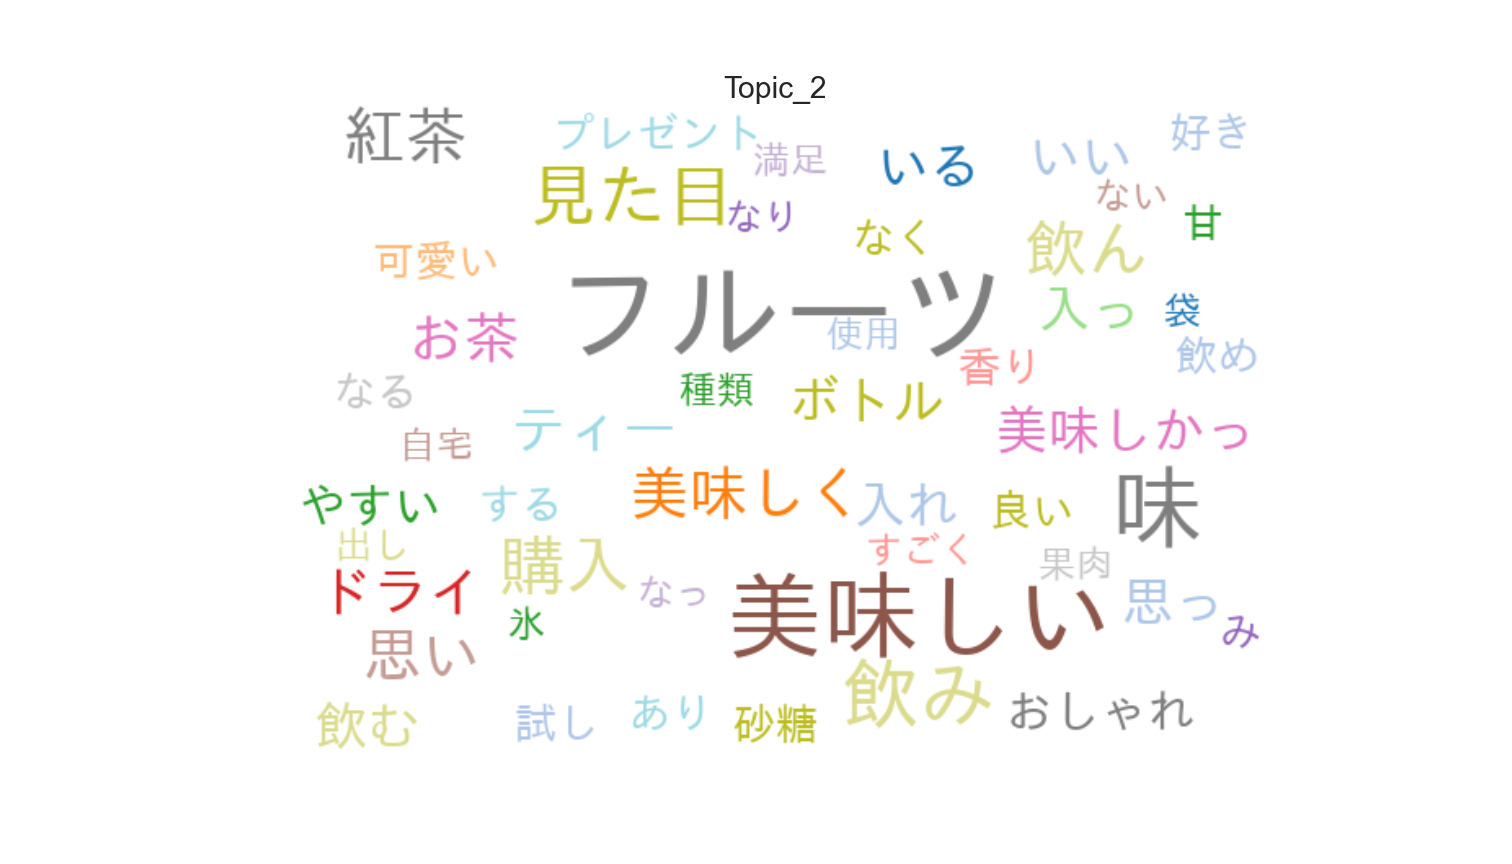 Topic_2
紅茶
プレゼント
満足
いる
いい
好き
見た目
なり
ない
甘
なく
飲ん
可愛い
フルーツ
入っ
袋
お茶
使用
飲め
香り
なる
種類
ボトル
ティー
美味しかっ
自宅
やすい
する
美味しく
入れ
良い
味
出し
購入
すごく
果肉
ドライ
なっ
氷
美味しい
思っ
み
思い
飲む
試し
あり
砂糖
飲み
おしゃれ